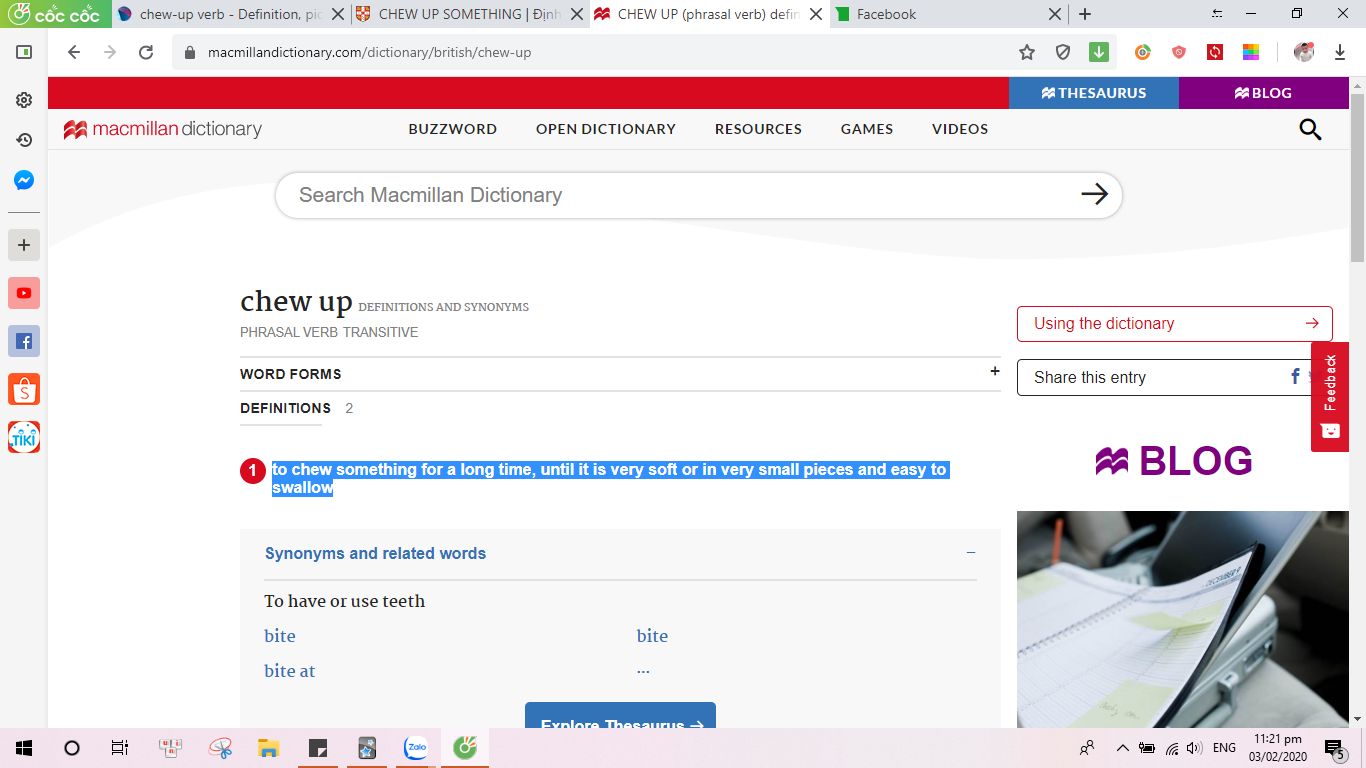 cốc cốc
chew-up verb - Definition, pic
CHEW UP SOMETHING | Định
CHEW UP (phrasal verb) defin
Facebook
macmillandictionary.com/dictionary/british/chew-up
THESAURUS
BLOG
macmillan dictionary
BUZZWORD
OPEN DICTIONARY
RESOURCES
GAMES
VIDEOS
Search Macmillan Dictionary
chew up DEFINITIONS AND SYNONYMS
PHRASAL VERB TRANSITIVE
WORD FORMS +
DEFINITIONS 2
1 to chew something for a long time, until it is very soft or in very small pieces and easy to
swallow
Synonyms and related words −
To have or use teeth
bite
bite
bite at
...
Explore Thesaurus
Using the dictionary
Share this entry
Feedback
BLOG
DECEMBER
TIKI
Zalo
ENG
11:21 pm
03/02/2020
5